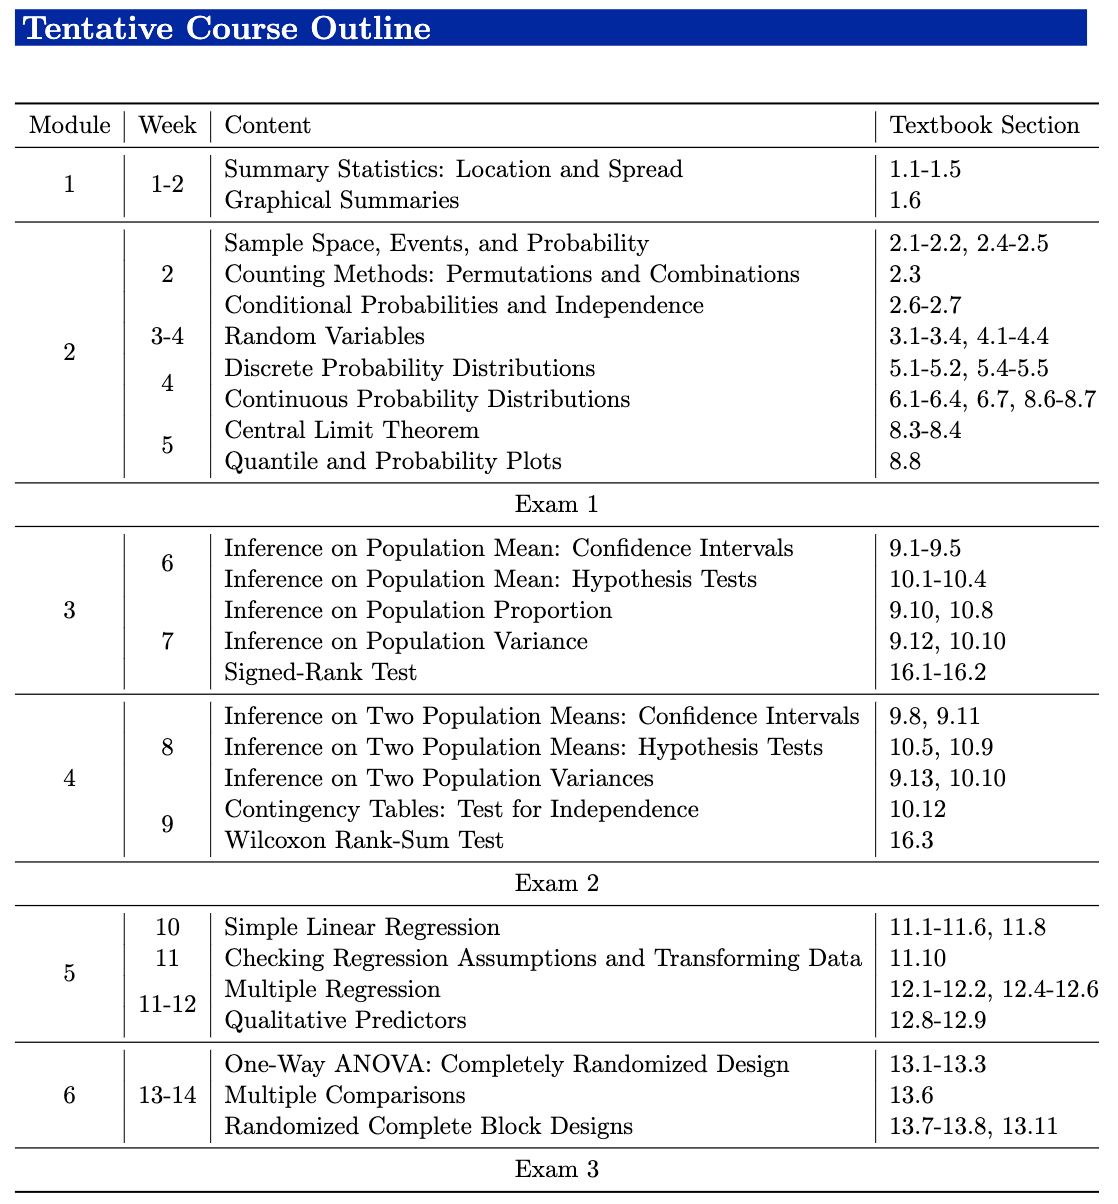 Tentative Course Outline
Module Week Content Textbook Section
1 1-2 Summary Statistics: Location and Spread 1.1-1.5
Graphical Summaries 1.6
2 2 Sample Space, Events, and Probability 2.1-2.2, 2.4-2.5
Counting Methods: Permutations and Combinations 2.3
Conditional Probabilities and Independence 2.6-2.7
3-4 Random Variables 3.1-3.4, 4.1-4.4
4 Discrete Probability Distributions 5.1-5.2, 5.4-5.5
Continuous Probability Distributions 6.1-6.4, 6.7, 8.6-8.7
5 Central Limit Theorem 8.3-8.4
Quantile and Probability Plots 8.8
Exam 1
3 6 Inference on Population Mean: Confidence Intervals 9.1-9.5
Inference on Population Mean: Hypothesis Tests 10.1-10.4
7 Inference on Population Proportion 9.10, 10.8
Inference on Population Variance 9.12, 10.10
Signed-Rank Test 16.1-16.2
4 8 Inference on Two Population Means: Confidence Intervals 9.8, 9.11
Inference on Two Population Means: Hypothesis Tests 10.5, 10.9
Inference on Two Population Variances 9.13, 10.10
9 Contingency Tables: Test for Independence 10.12
Wilcoxon Rank-Sum Test 16.3
Exam 2
5 10 Simple Linear Regression 11.1-11.6, 11.8
11 Checking Regression Assumptions and Transforming Data 11.10
11-12 Multiple Regression 12.1-12.2, 12.4-12.6
Qualitative Predictors 12.8-12.9
6 13-14 One-Way ANOVA: Completely Randomized Design 13.1-13.3
Multiple Comparisons 13.6
Randomized Complete Block Designs 13.7-13.8, 13.11
Exam 3